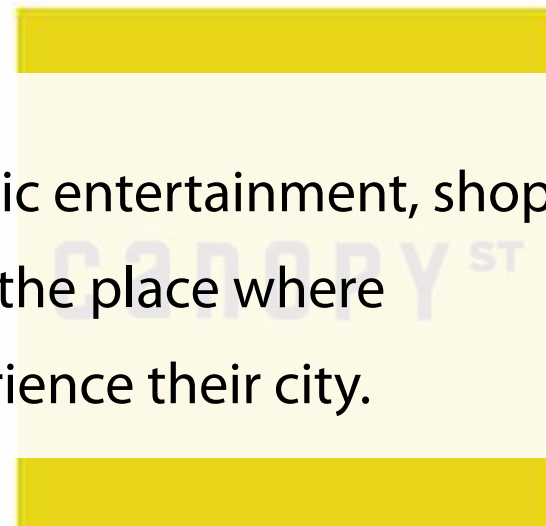 ic entertainment, shop
CANOPY ST
the place where
rience their city.